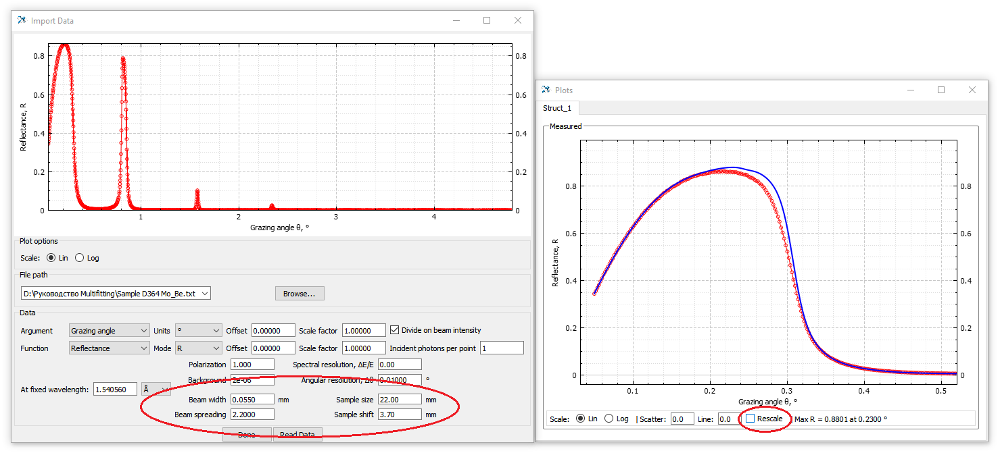 Import Data
0.8
0.6
0.4
0.2
0
0.8
0.6
0.4
0.2
0
Reflectance, R
1 2 3 4
Grazing angle θ, °
Plot options
Scale: Lin Log
File path
D:\Руководство Multifitting\Sample D364 Mo_Be.txt Browse...
Data
Argument Grazing angle Units ° Offset 0.00000 Scale factor 1.00000 Divide on beam intensity
Function Reflectance Mode R Offset 0.00000 Scale factor 1.00000 Incident photons per point 1
Polarization 1.000 Spectral resolution, ΔE/E 0.00
Background 2e-06 Angular resolution, Δθ 0.01000 °
At fixed wavelength: 1.540560 Å
Beam width 0.0550 mm Sample size 22.00 mm
Beam spreading 2.2000 Sample shift 3.70 mm
Done Read Data
Plots
Struct_1
Measured
0.8
0.6
0.4
0.2
0
0.8
0.6
0.4
0.2
0
Reflectance, R
0.1 0.2 0.3 0.4 0.5
Grazing angle θ, °
Scale: Lin Log | Scatter: 0.0 Line: 0.0 Rescale Max R = 0.8801 at 0.2300 °